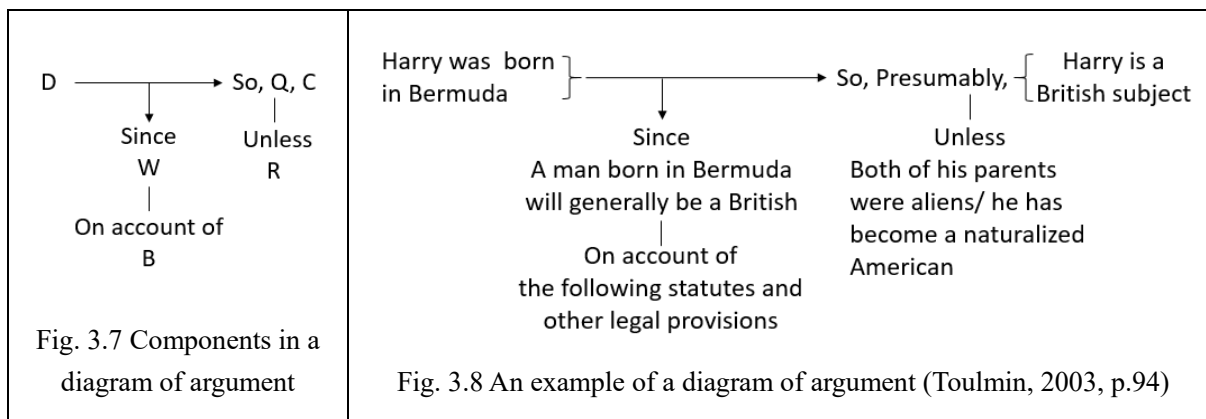 D
So, Q, C
Since
W
Unless
R
On account of
B
Fig. 3.7 Components in a
diagram of argument
Harry was born
in Bermuda
So, Presumably,
Harry is a
British subject
Since
A man born in Bermuda
will generally be a British
On account of
the following statutes and
other legal provisions
Unless
Both of his parents
were aliens/ he has
become a naturalized
American
Fig. 3.8 An example of a diagram of argument (Toulmin, 2003, p.94)